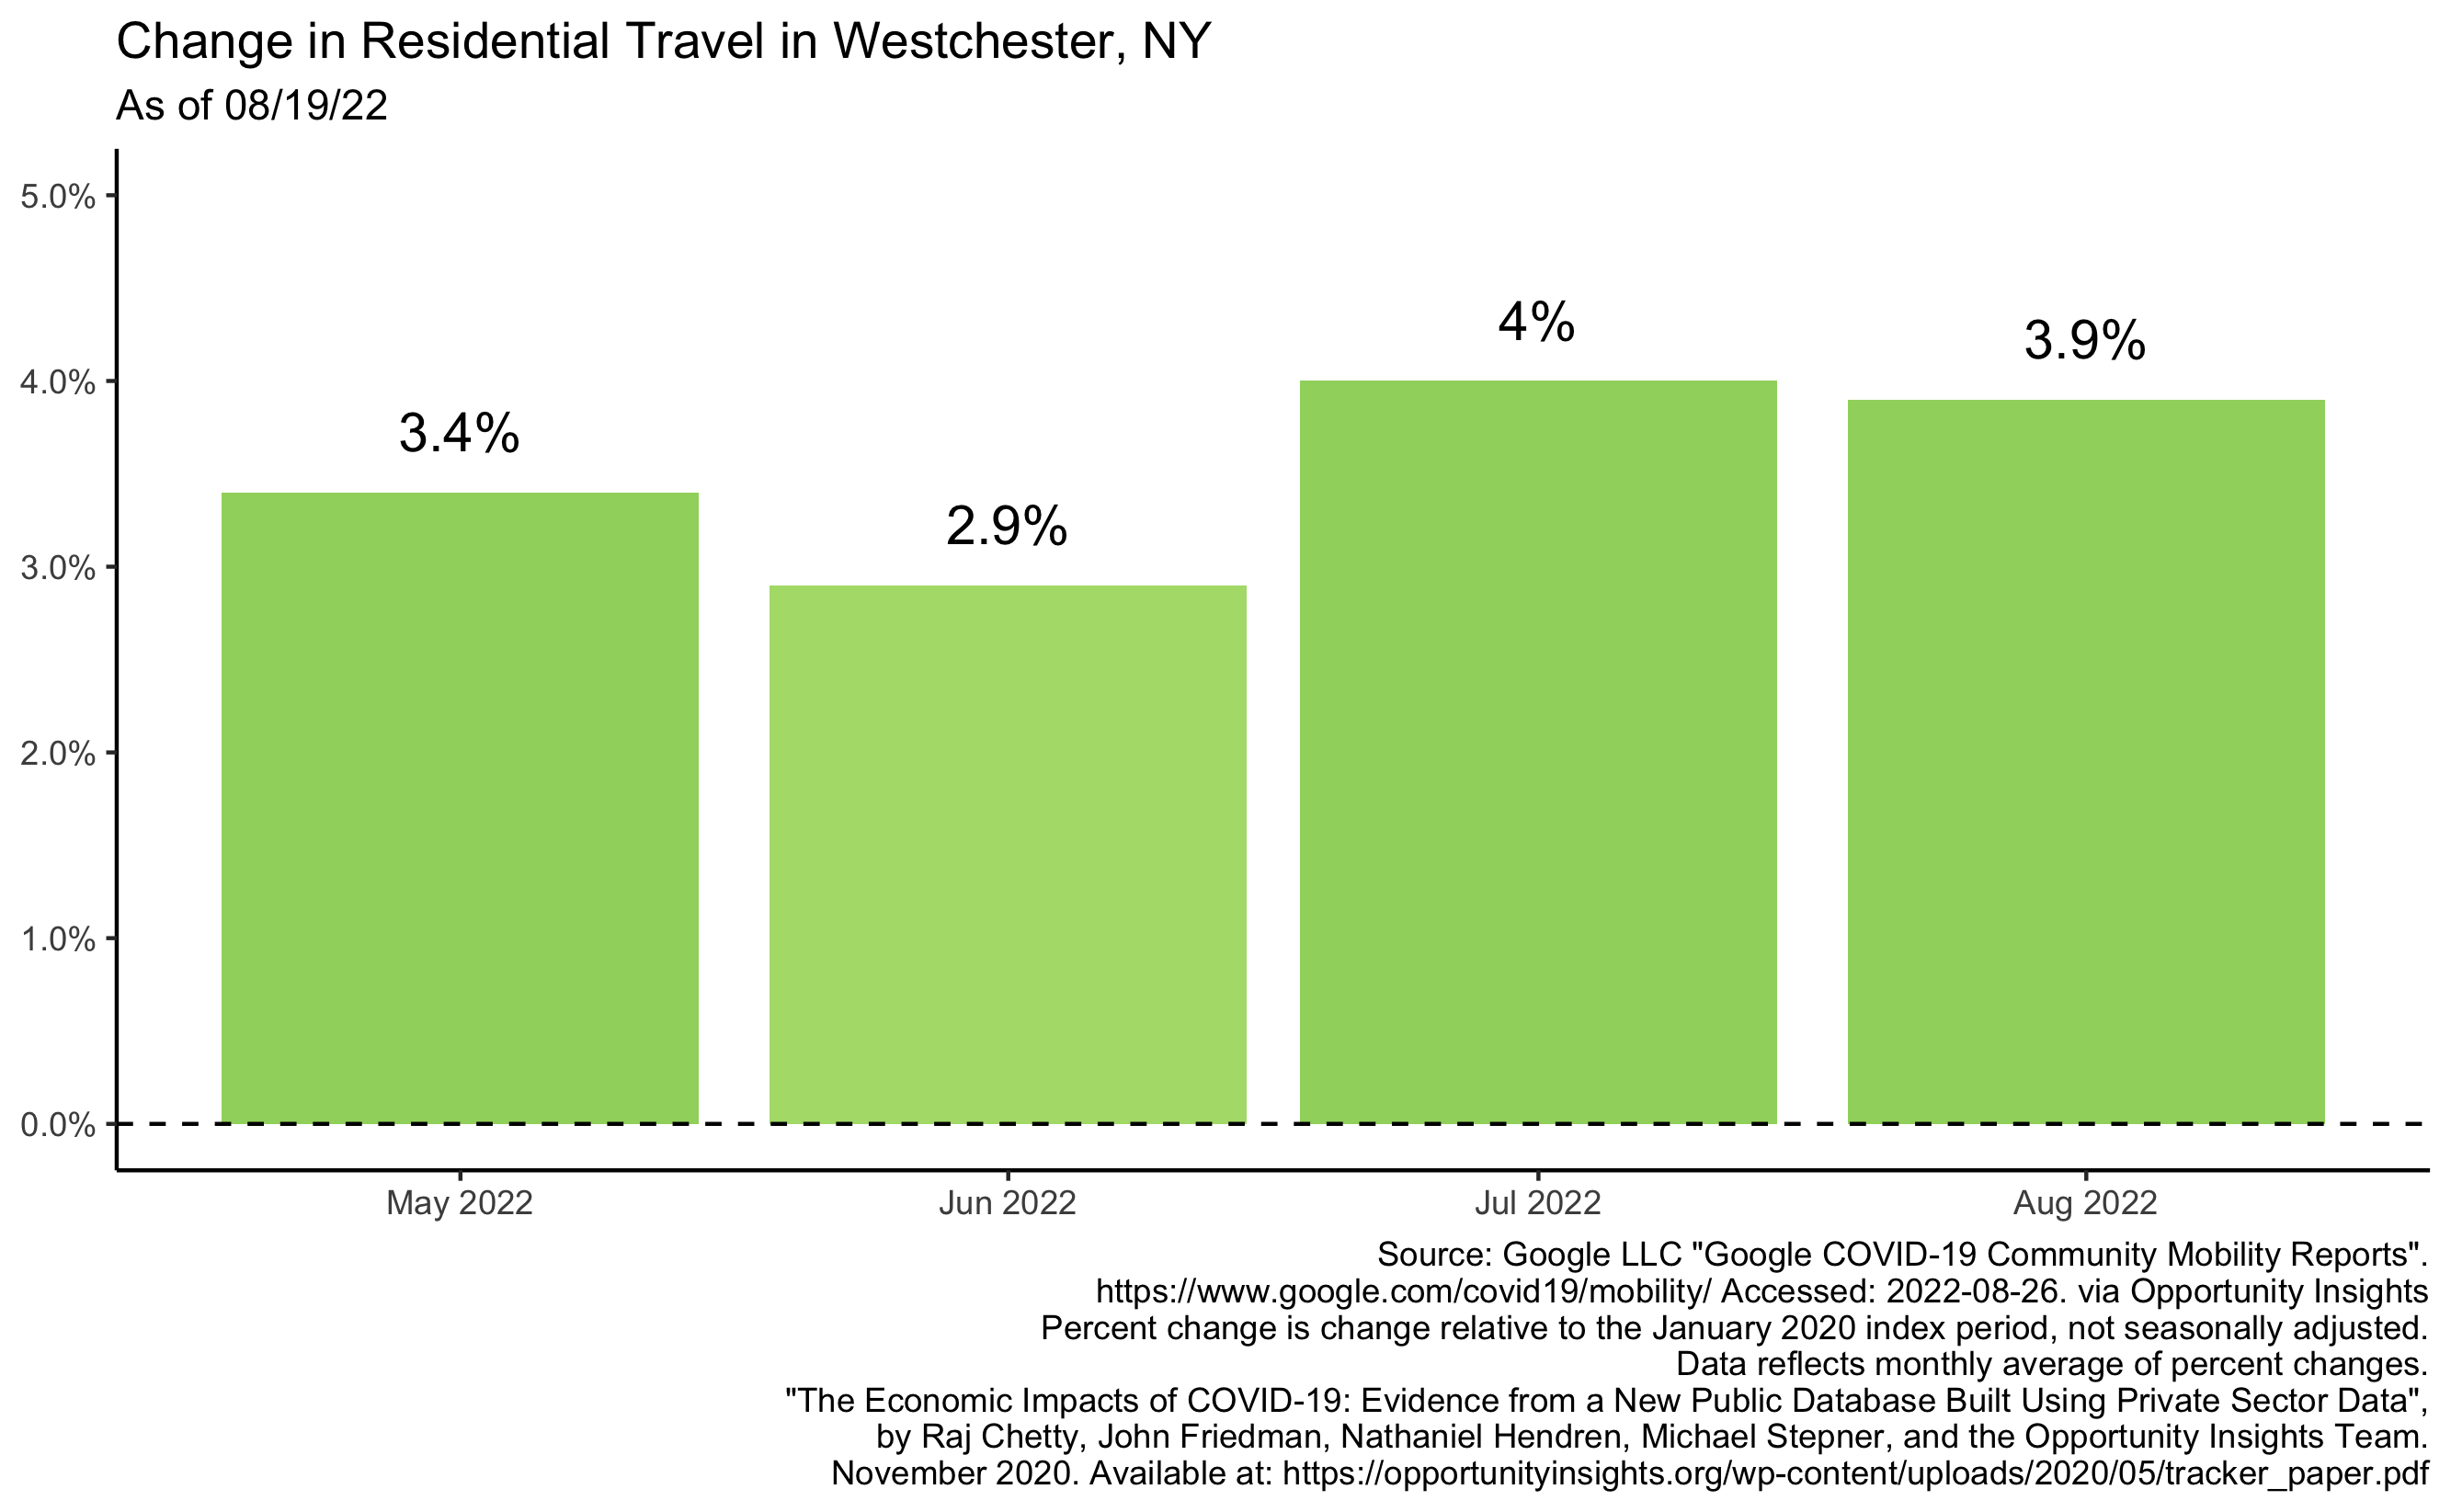 Change in Residential Travel in Westchester, NY
As of 08/19/22
5.0%
4.0%
3.0%
2.0%
1.0%
0.0%
3.4%
2.9%
4%
3.9%
May 2022
Jun 2022
Jul 2022
Aug 2022
Source: Google LLC "Google COVID-19 Community Mobility Reports".
https://www.google.com/covid19/mobility/ Accessed: 2022-08-26. via Opportunity Insights
Percent change is change relative to the January 2020 index period, not seasonally adjusted.
Data reflects monthly average of percent changes.
"The Economic Impacts of COVID-19: Evidence from a New Public Database Built Using Private Sector Data",
by Raj Chetty, John Friedman, Nathaniel Hendren, Michael Stepner, and the Opportunity Insights Team.
November 2020. Available at: https://opportunityinsights.org/wp-content/uploads/2020/05/tracker_paper.pdf